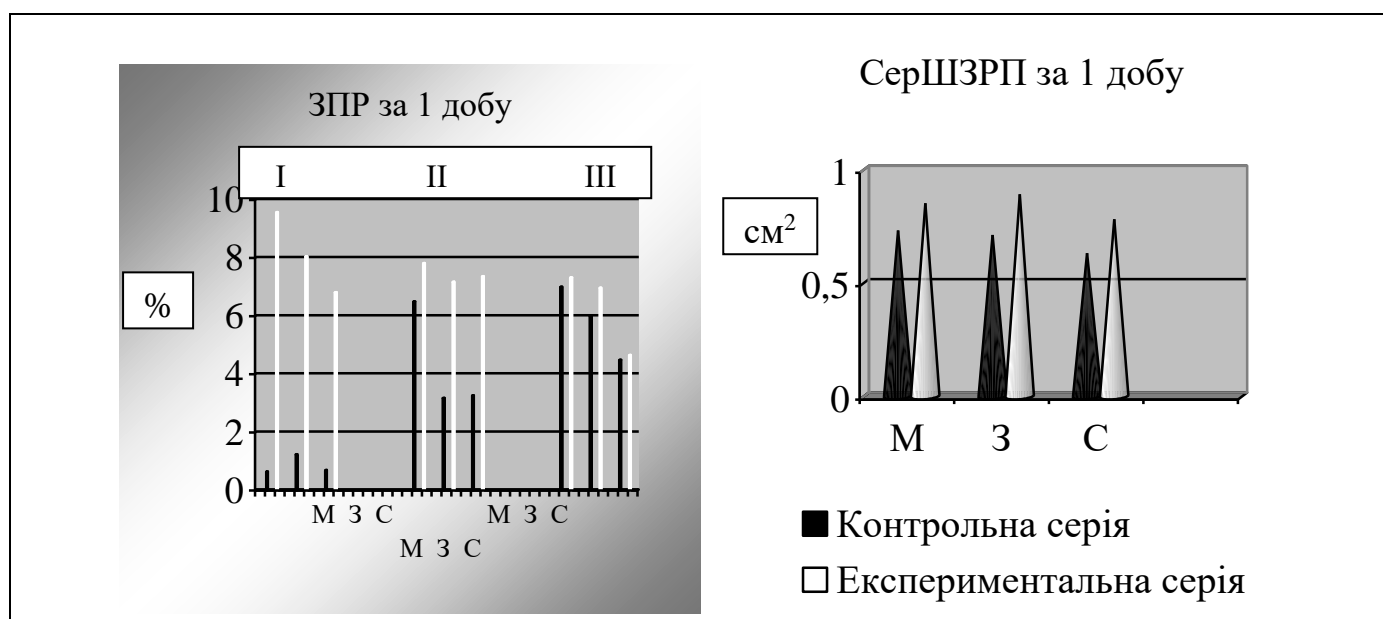 ЗПР за 1 добу
I II III
10
8
6
4
2
0
%
М З С М З С
М З С
СерШЗРП за 1 добу
см²
1
0,5
0
М З С
Контрольна серія
Експериментальна серія